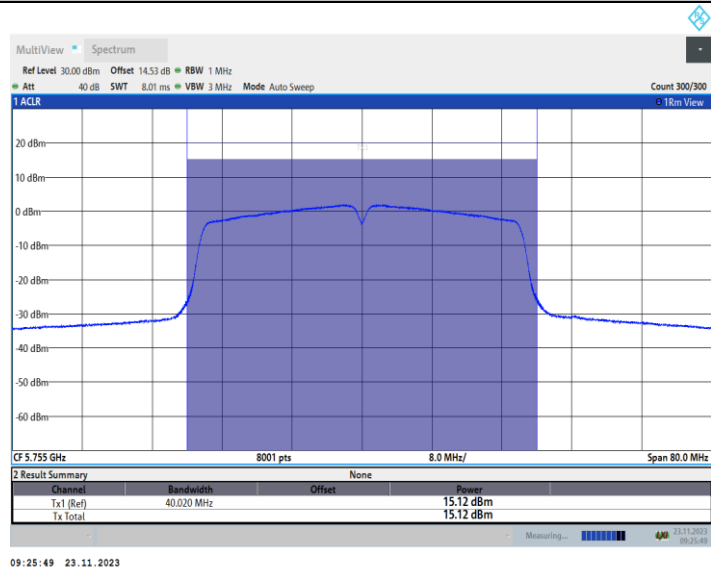 MultiView Spectrum
Ref Level 30.00 dBm Offset 14.53 dB RBW 1 MHz
Att 40 dB SWT 8.01 ms VBW 3 MHz Mode Auto Sweep Count 300/300
1 ACLR 1Rm View
20 dBm
10 dBm
0 dBm
-10 dBm
-20 dBm
-30 dBm
-40 dBm
-50 dBm
-60 dBm
CF 5.755 GHz 8001 pts 8.0 MHz/ Span 80.0 MHz
2 Result Summary None
Channel Bandwidth Offset Power
Tx1 (Ref) 40.020 MHz 15.12 dBm
Tx Total 15.12 dBm
Measuring... 23.11.2023
09:25:49
09:25:49 23.11.2023